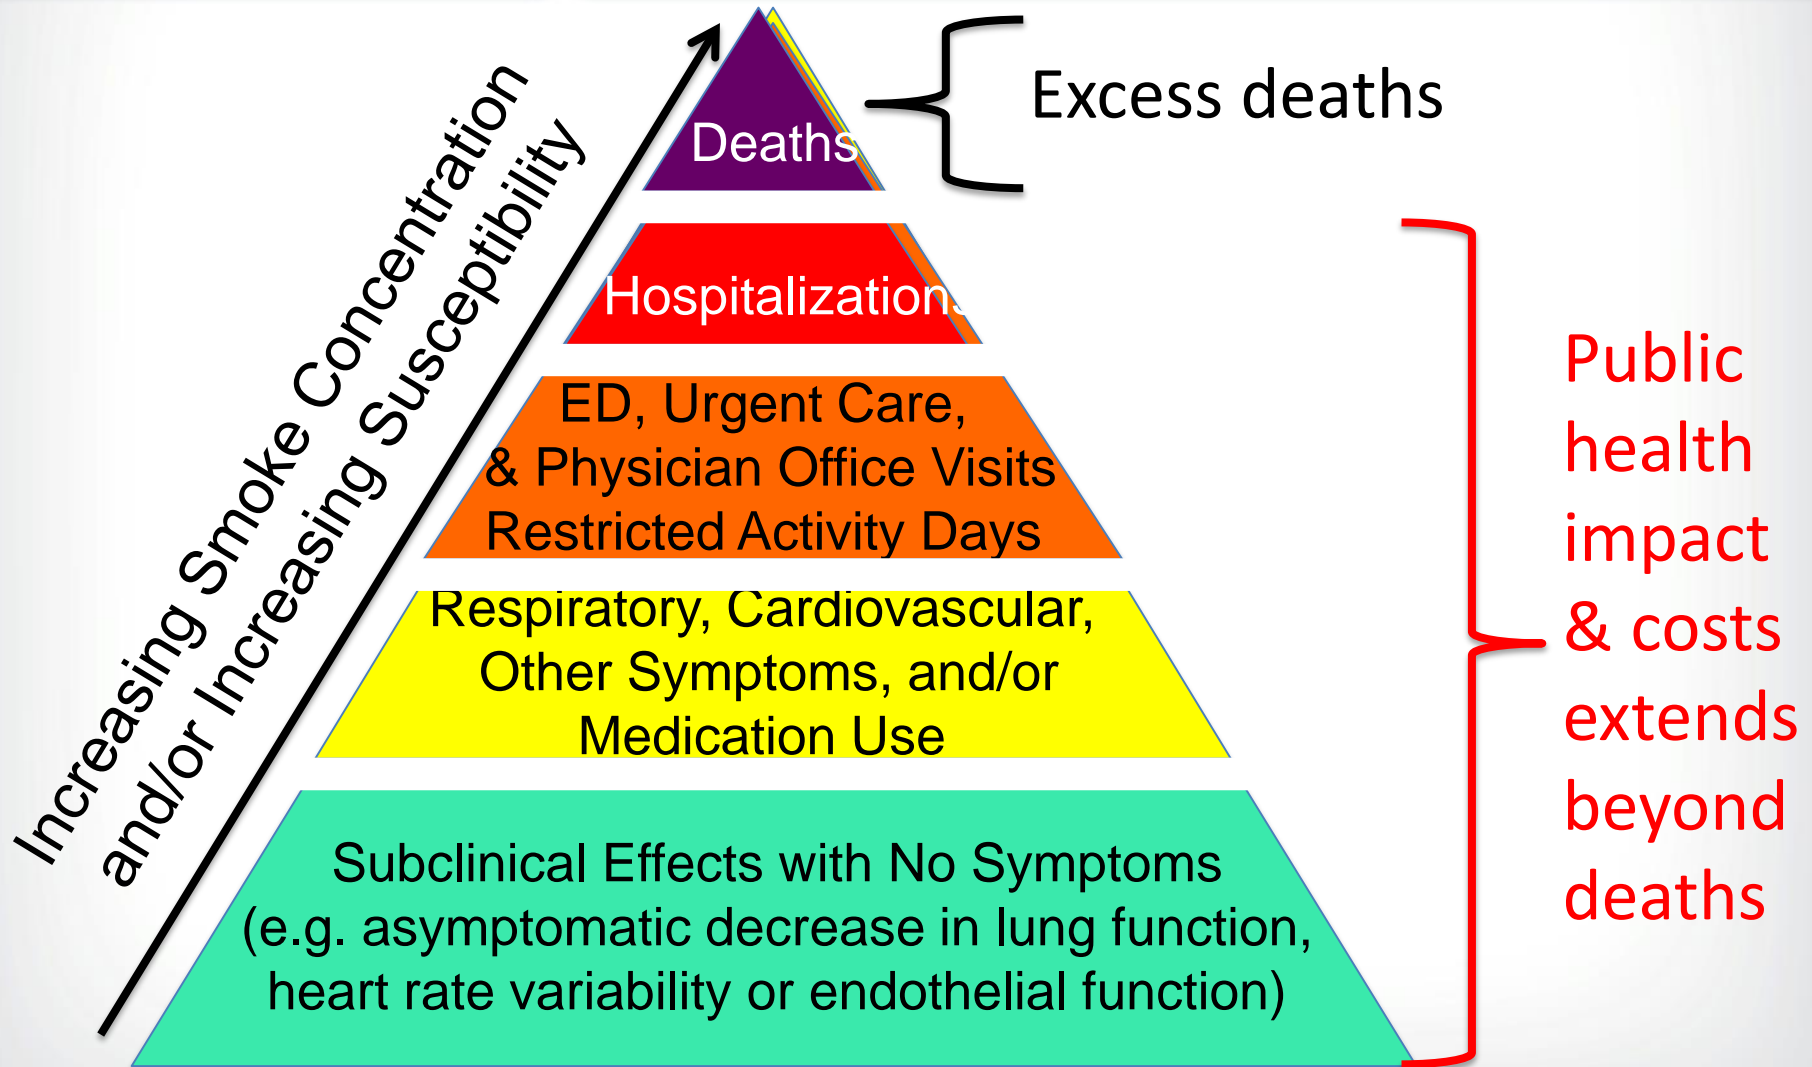 Increasing Smoke Concentration
and/or Increasing Susceptibility
Deaths
Excess deaths
Hospitalizations
ED, Urgent Care,
& Physician Office Visits
Restricted Activity Days
Respiratory, Cardiovascular,
Other Symptoms, and/or
Medication Use
Subclinical Effects with No Symptoms
(e.g. asymptomatic decrease in lung function,
heart rate variability or endothelial function)
Public
health
impact
& costs
extends
beyond
deaths